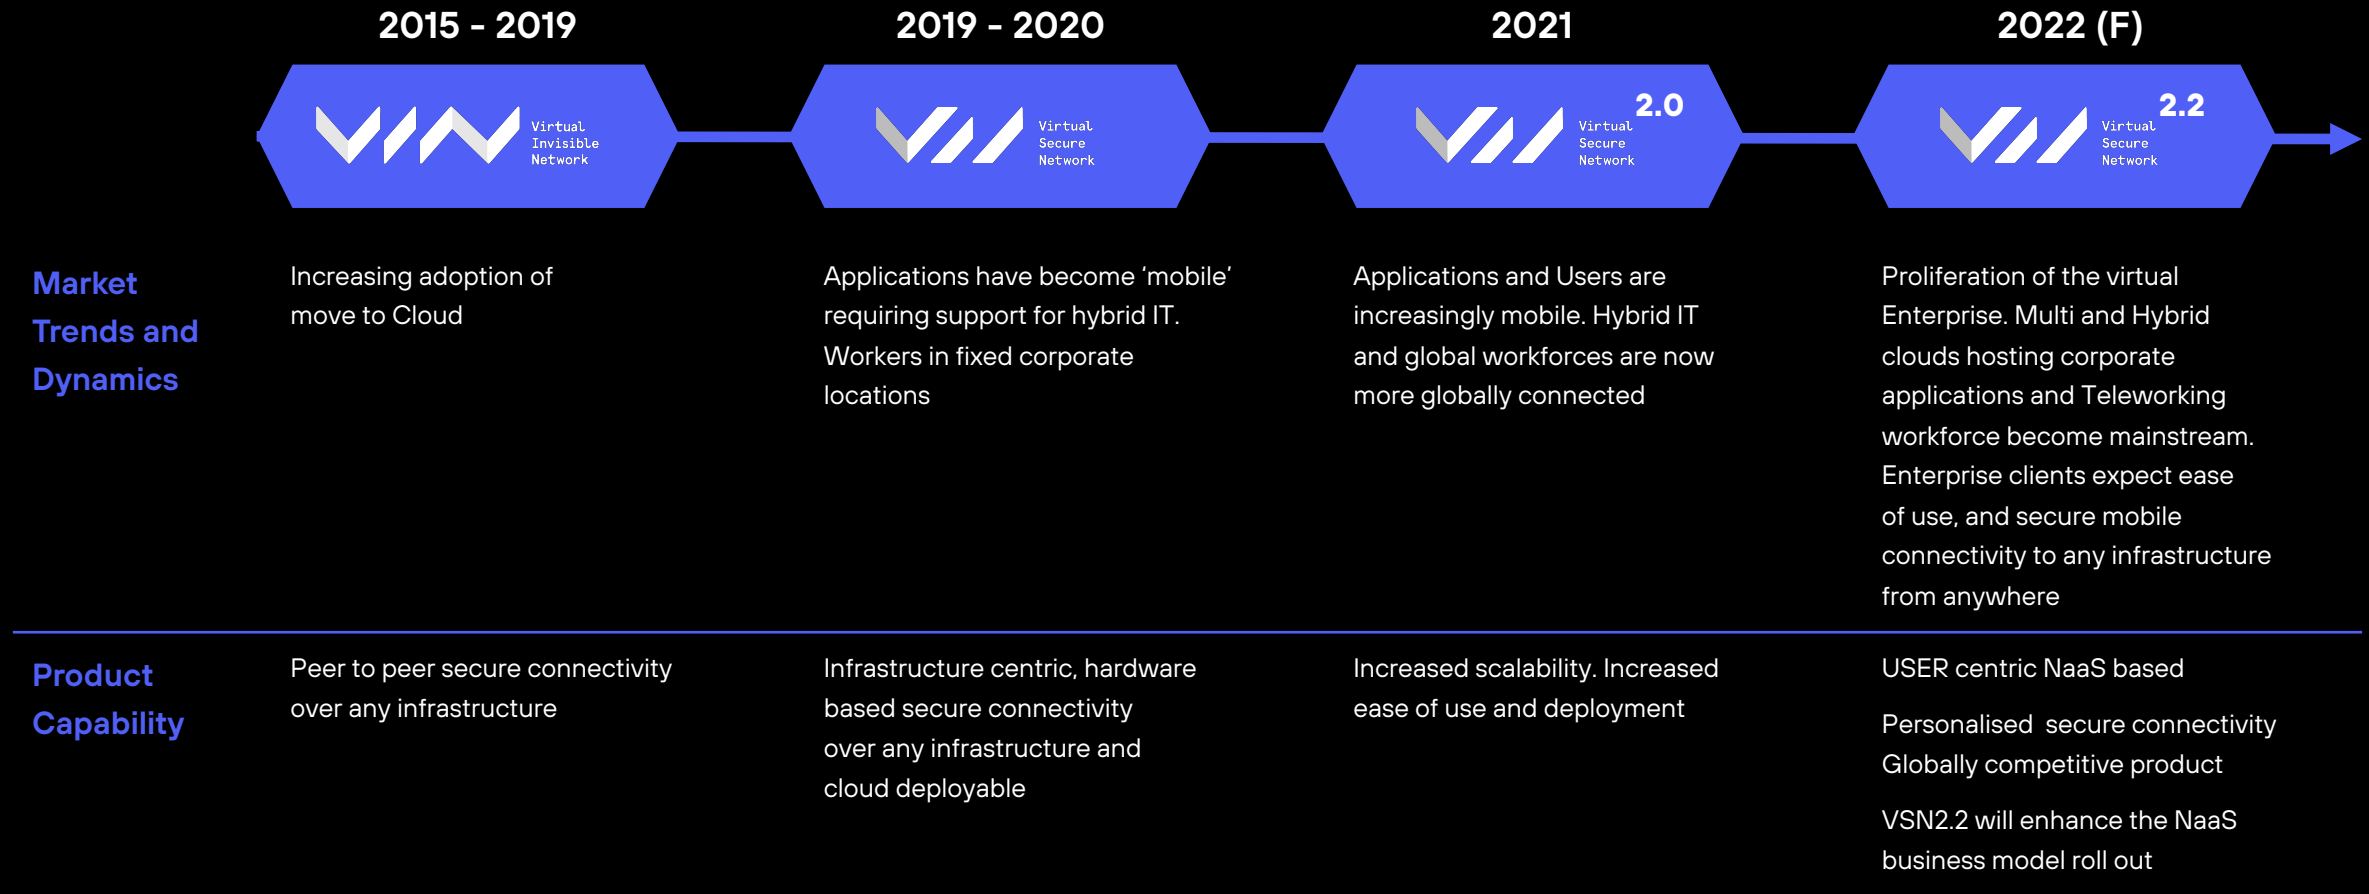 2015 - 2019
2019 - 2020
2021
2022 (F)
VIN
Virtual
Invisible
Network
Virtual
Secure
Network
Virtual
Secure
Network
2.0
Virtual
Secure
Network
2.2
Market
Trends and
Dynamics
Increasing adoption of
move to Cloud
Applications have become ‘mobile’
requiring support for hybrid IT.
Workers in fixed corporate
locations
Applications and Users are
increasingly mobile. Hybrid IT
and global workforces are now
more globally connected
Proliferation of the virtual
Enterprise. Multi and Hybrid
clouds hosting corporate
applications and Teleworking
workforce become mainstream.
Enterprise clients expect ease
of use, and secure mobile
connectivity to any infrastructure
from anywhere
Product
Capability
Peer to peer secure connectivity
over any infrastructure
Infrastructure centric, hardware
based secure connectivity
over any infrastructure and
cloud deployable
Increased scalability. Increased
ease of use and deployment
USER centric NaaS based
Personalised  secure connectivity
Globally competitive product
VSN2.2 will enhance the NaaS
business model roll out